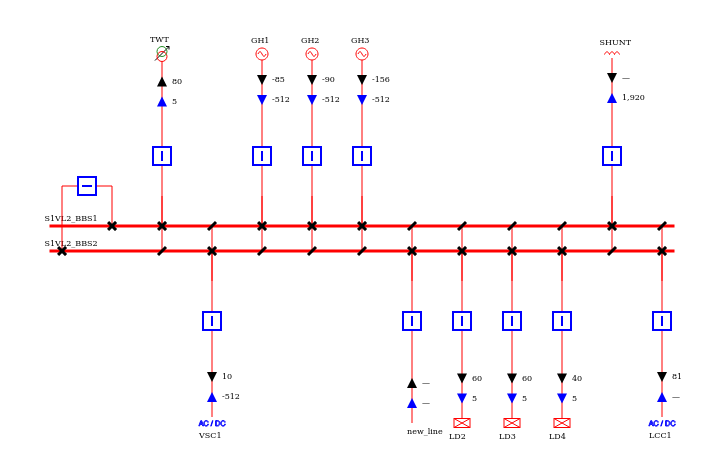 TWT GH1 GH2 GH3 SHUNT
80 -85 -90 -156 —
5 -512 -512 -512 1,920
S1VL2_BBS1
S1VL2_BBS2
10 — 60 60 40 81
-512 — 5 5 5 —
AC / DC AC / DC
VSC1 new_line LD2 LD3 LD4 LCC1